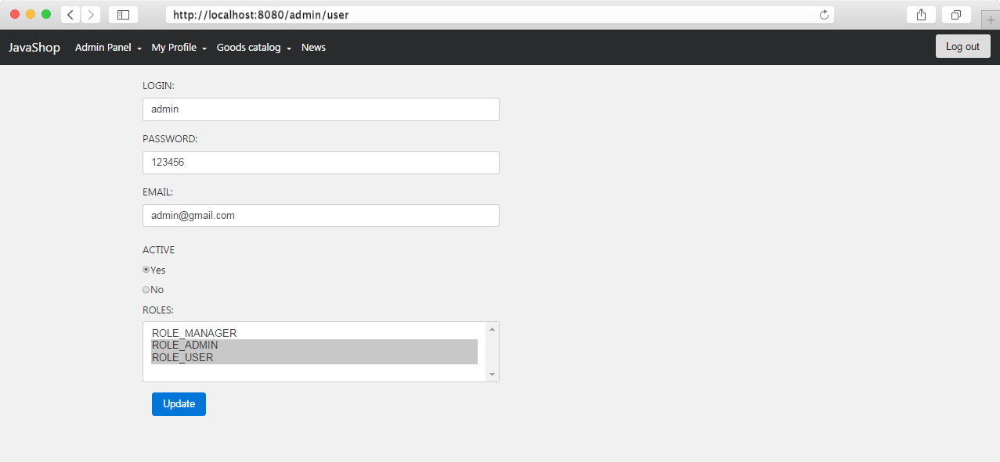 http://localhost:8080/admin/user
JavaShop Admin Panel My Profile Goods catalog News Log out
LOGIN:
admin
PASSWORD:
123456
EMAIL:
admin@gmail.com
ACTIVE
Yes
No
ROLES:
ROLE_MANAGER
ROLE_ADMIN
ROLE_USER
Update